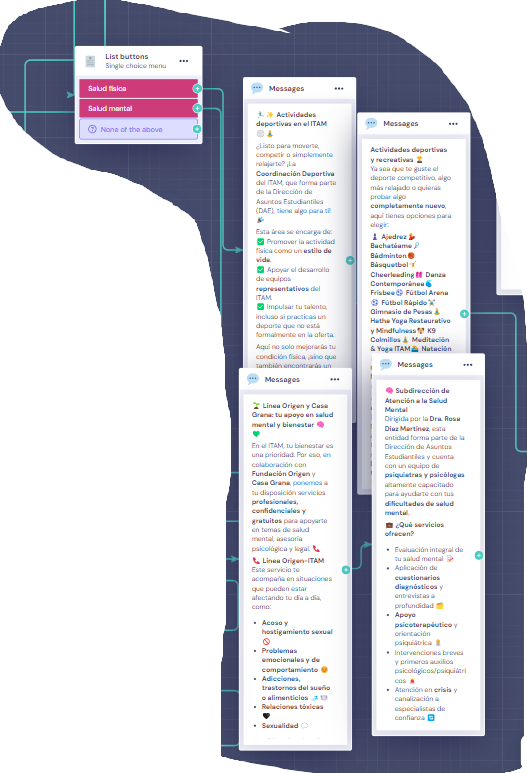 List buttons
Single choice menu
Salud física
Salud mental
None of the above
Messages
Actividades
deportivas en el ITAM
¿Listo para moverte,
competir o simplemente
relajarte? ¡La
Coordinación Deportiva
del ITAM, que forma parte
de la Dirección de
Asuntos Estudiantiles
(DAE), tiene algo para ti!
Esta área se encarga de:
✅ Promover la actividad
física como un estilo de
vida.
✅ Apoyar el desarrollo
de equipos
representativos del
ITAM.
✅ Impulsar tu talento,
incluso si practicas un
deporte que no está
formalmente en la oferta.
Aquí no solo mejorarás tu
condición física, ¡sino que
también encontrarás un
Messages
Actividades deportivas
y recreativas 🏆
Ya sea que te guste el
deporte competitivo, algo
más relajado o quieras
probar algo
completamente nuevo,
aquí tienes opciones para
elegir:
Ajedrez
Bachatéame
Bádminton
Básquetbol
Cheerleading Danza
Contemporánea
Frisbee Fútbol Arena
Fútbol Rápido
Gimnasio de Pesas
Hatha Yoga Restaurativo
y Mindfulness K9
Colmillos Meditación
& Yoga ITAM Natación
Messages
Línea Origen y Casa
Grana: tu apoyo en salud
mental y bienestar 🧠
💚
En el ITAM, tu bienestar es
una prioridad. Por eso, en
colaboración con
Fundación Origen y
Casa Grana, ponemos a
tu disposición servicios
profesionales,
confidenciales y
gratuitos para apoyarte
en temas de salud
mental, asesoría
psicológica y legal. 📞
📞 Línea Origen-ITAM
Este servicio te
acompaña en situaciones
que pueden estar
afectando tu día a día,
como:
• Acoso y
hostigamiento sexual
🚫
• Problemas
emocionales y de
comportamiento
• Adicciones,
trastornos del sueño
o alimenticios
• Relaciones tóxicas
🖤
• Sexualidad
Messages
🧠 Subdirección de
Atención a la Salud
Mental
Dirigida por la Dra. Rosa
Díaz Martínez, esta
entidad forma parte de la
Dirección de Asuntos
Estudiantiles y cuenta
con un equipo de
psiquiatras y psicólogas
altamente capacitado
para ayudarte con tus
dificultades de salud
mental.
💼 ¿Qué servicios
ofrecen?
• Evaluación integral de
tu salud mental
• Aplicación de
cuestionarios
diagnósticos y
entrevistas a
profundidad
• Apoyo
psicoterapéutico y
orientación
psiquiátrica
• Intervenciones breves
y primeros auxilios
psicológicos/psiquiátri
cos
• Atención en crisis y
canalización a
especialistas de
confianza